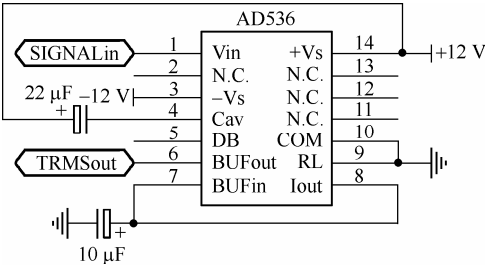 AD536
SIGNALin 1 Vin +Vs 14 +12 V
2 N.C. N.C. 13
22 μF + −12 V 3 −Vs N.C. 12
4 Cav N.C. 11
5 DB COM 10
TRMSout 6 BUFout RL 9
7 BUFin Iout 8
+
10 μF